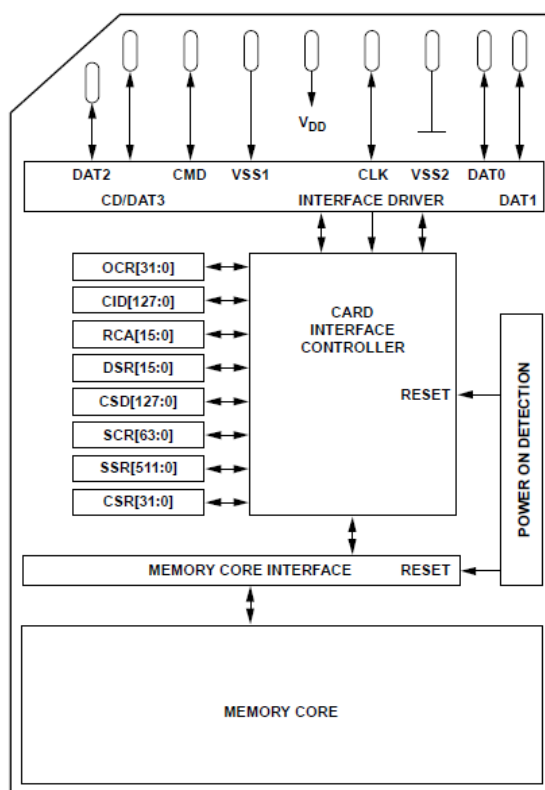 VDD
DAT2 CMD VSS1 CLK VSS2 DAT0
CD/DAT3 INTERFACE DRIVER DAT1
OCR[31:0]
CID[127:0]
RCA[15:0]
DSR[15:0]
CSD[127:0]
SCR[63:0]
SSR[511:0]
CSR[31:0]
CARD
INTERFACE
CONTROLLER
RESET
POWER ON DETECTION
MEMORY CORE INTERFACE RESET
MEMORY CORE